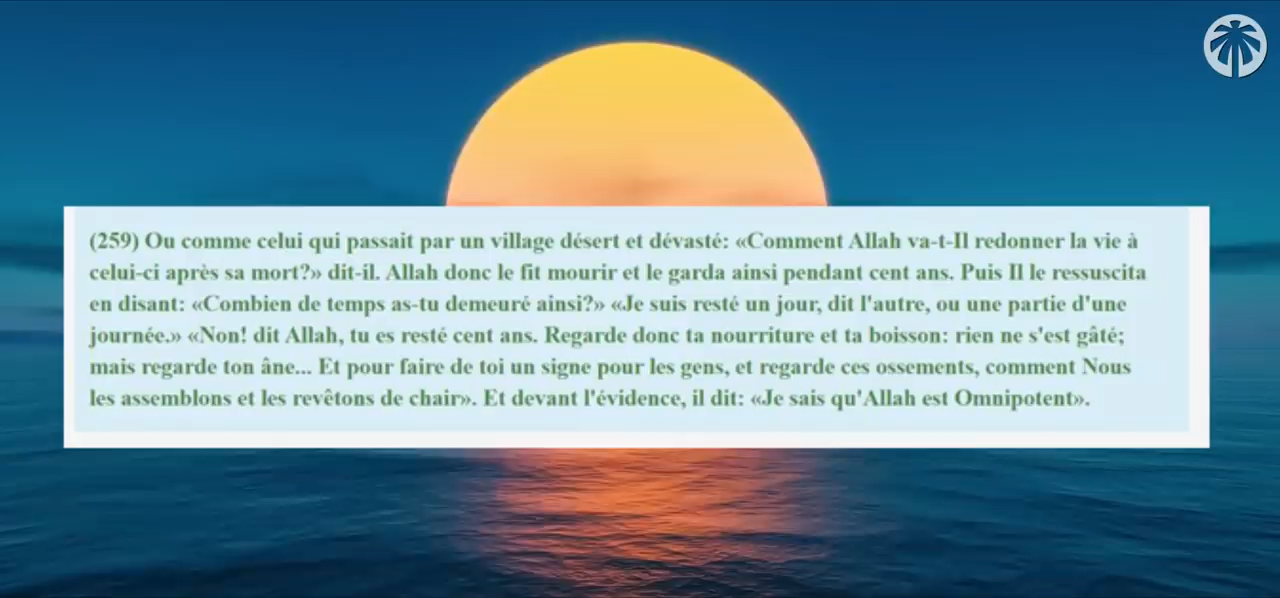 (259) Ou comme celui qui passait par un village désert et dévasté: «Comment Allah va-t-Il redonner la vie à
celui-ci après sa mort?» dit-il. Allah donc le fit mourir et le garda ainsi pendant cent ans. Puis Il le ressuscita
en disant: «Combien de temps as-tu demeuré ainsi?» «Je suis resté un jour, dit l'autre, ou une partie d'une
journée.» «Non! dit Allah, tu es resté cent ans. Regarde donc ta nourriture et ta boisson: rien ne s'est gâté;
mais regarde ton âne... Et pour faire de toi un signe pour les gens, et regarde ces ossements, comment Nous
les assemblons et les revêtons de chair». Et devant l'évidence, il dit: «Je sais qu'Allah est Omnipotent».